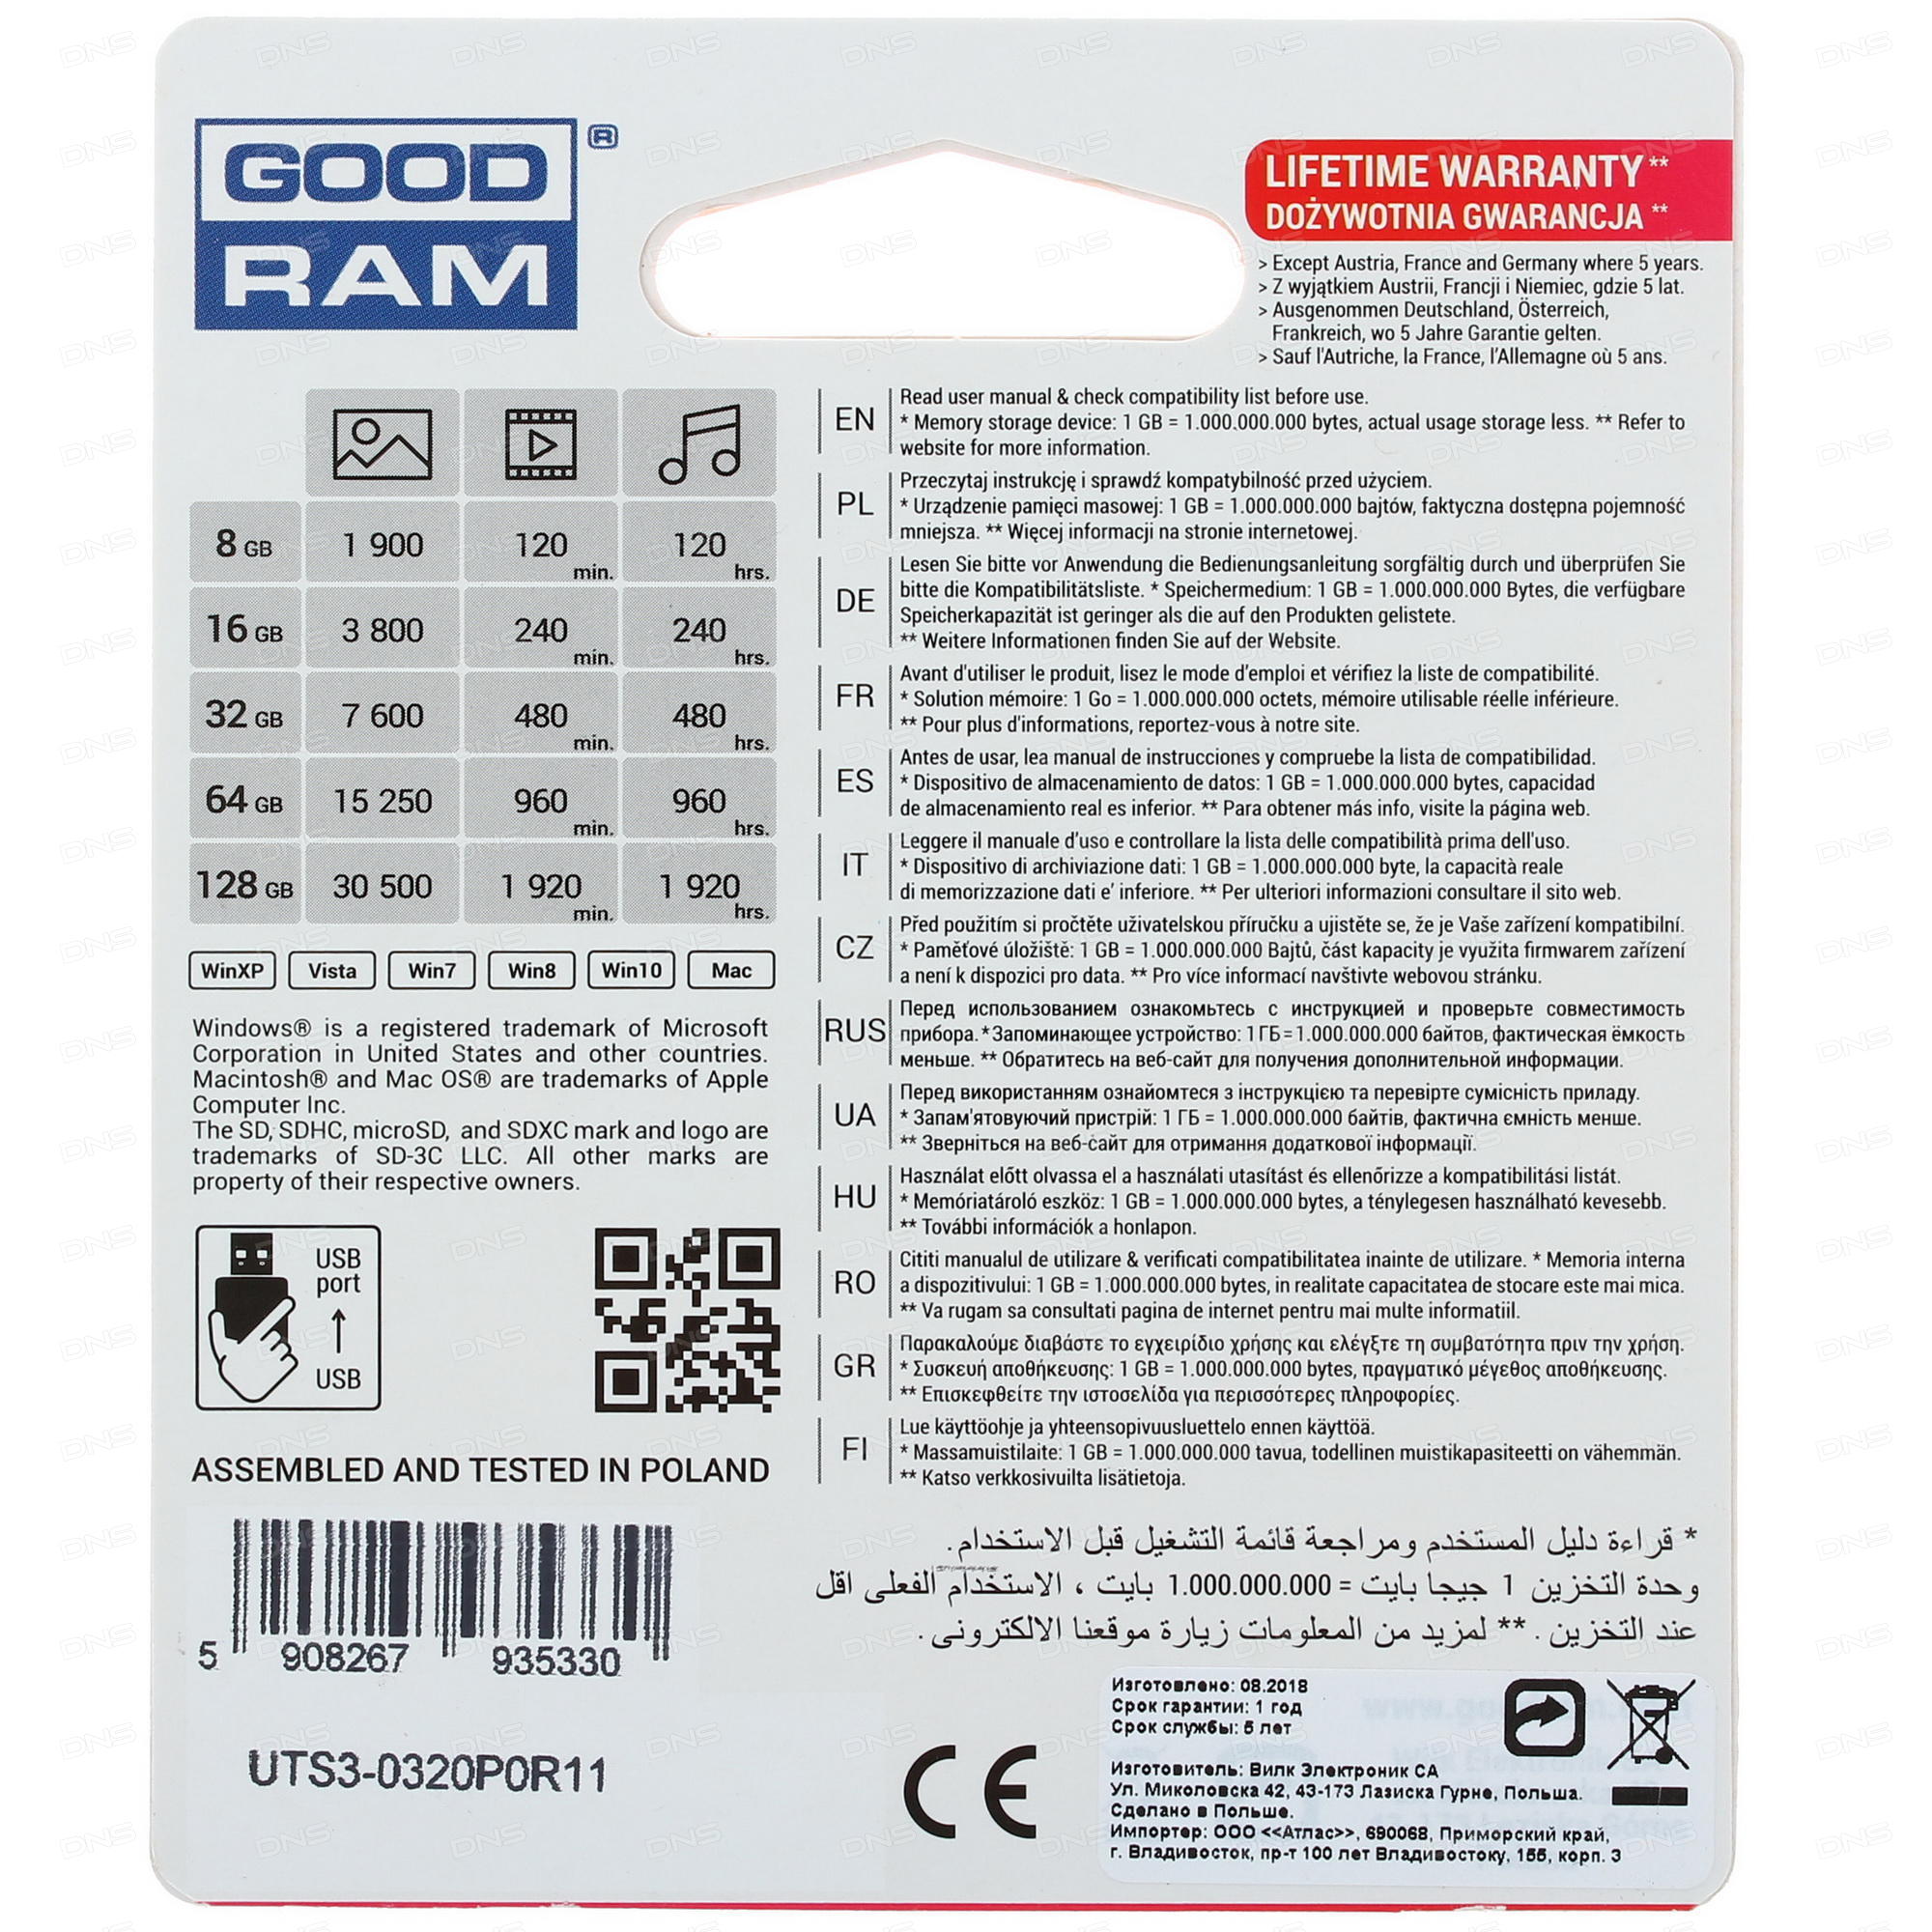 GOOD ®
RAM
LIFETIME WARRANTY**
DOŻYWOTNIA GWARANCJA **
> Except Austria, France and Germany where 5 years.
> Z wyjątkiem Austrii, Francji i Niemiec, gdzie 5 lat.
> Ausgenommen Deutschland, Österreich,
Frankreich, wo 5 Jahre Garantie gelten.
> Sauf l'Autriche, la France, l'Allemagne où 5 ans.
8 GB 1 900 120 min. 120 hrs.
16 GB 3 800 240 min. 240 hrs.
32 GB 7 600 480 min. 480 hrs.
64 GB 15 250 960 min. 960 hrs.
128 GB 30 500 1 920 min. 1 920 hrs.
WinXP Vista Win7 Win8 Win10 Mac
Windows® is a registered trademark of Microsoft
Corporation in United States and other countries.
Macintosh® and Mac OS® are trademarks of Apple
Computer Inc.
The SD, SDHC, microSD, and SDXC mark and logo are
trademarks of SD-3C LLC. All other marks are
property of their respective owners.
USB
port
USB
ASSEMBLED AND TESTED IN POLAND
5 908267 935330
UTS3-0320P0R11
EN
Read user manual & check compatibility list before use.
* Memory storage device: 1 GB = 1.000.000.000 bytes, actual usage storage less. ** Refer to
website for more information.
PL
Przeczytaj instrukcję i sprawdź kompatybilność przed użyciem.
* Urządzenie pamięci masowej: 1 GB = 1.000.000.000 bajtów, faktyczna dostępna pojemność
mniejsza. ** Więcej informacji na stronie internetowej.
DE
Lesen Sie bitte vor Anwendung die Bedienungsanleitung sorgfältig durch und überprüfen Sie
bitte die Kompatibilitätsliste. * Speichermedium: 1 GB = 1.000.000.000 Bytes, die verfügbare
Speicherkapazität ist geringer als die auf den Produkten gelistete.
** Weitere Informationen finden Sie auf der Website.
FR
Avant d'utiliser le produit, lisez le mode d'emploi et vérifiez la liste de compatibilité.
* Solution mémoire: 1 Go = 1.000.000.000 octets, mémoire utilisable réelle inférieure.
** Pour plus d'informations, reportez-vous à notre site.
ES
Antes de usar, lea manual de instrucciones y compruebe la lista de compatibilidad.
* Dispositivo de almacenamiento de datos: 1 GB = 1.000.000.000 bytes, capacidad
de almacenamiento real es inferior. ** Para obtener más info, visite la página web.
IT
Leggere il manuale d'uso e controllare la lista delle compatibilità prima dell'uso.
* Dispositivo di archiviazione dati: 1 GB = 1.000.000.000 byte, la capacità reale
di memorizzazione dati e' inferiore. ** Per ulteriori informazioni consultare il sito web.
CZ
Před použitím si pročtěte uživatelskou příručku a ujistěte se, že je Vaše zařízení kompatibilní.
* Paměťové úložiště: 1 GB = 1.000.000.000 Bajtů, část kapacity je využita firmwarem zařízení
a není k dispozici pro data. ** Pro více informací navštivte webovou stránku.
RUS
Перед использованием ознакомьтесь с инструкцией и проверьте совместимость
прибора. * Запоминающее устройство: 1 ГБ = 1.000.000.000 байтов, фактическая ёмкость
меньше. ** Обратитесь на веб-сайт для получения дополнительной информации.
UA
Перед використанням ознайомтеся з інструкцією та перевірте сумісність приладу.
* Запам'ятовуючий пристрій: 1 ГБ = 1.000.000.000 байтів, фактична ємність менше.
** Зверніться на веб-сайт для отримання додаткової інформації.
HU
Használat előtt olvassa el a használati utasítást és ellenőrizze a kompatibilitási listát.
* Memóriatároló eszköz: 1 GB = 1.000.000.000 bytes, a ténylegesen használható kevesebb.
** További információk a honlapon.
RO
Cititi manualul de utilizare & verificati compatibilitatea inainte de utilizare. * Memoria interna
a dispozitivului: 1 GB = 1.000.000.000 bytes, in realitate capacitatea de stocare este mai mica.
** Va rugam sa consultati pagina de internet pentru mai multe informatiil.
GR
Παρακαλούμε διαβάστε το εγχειρίδιο χρήσης και ελέγξτε τη συμβατότητα πριν την χρήση.
* Συσκευή αποθήκευσης: 1 GB = 1.000.000.000 bytes, πραγματικό μέγεθος αποθήκευσης.
** Επισκεφθείτε την ιστοσελίδα για περισσότερες πληροφορίες.
FI
Lue käyttöohje ja yhteensopivuusluettelo ennen käyttöä.
* Massamuistilaite: 1 GB = 1.000.000.000 tavua, todellinen muistikapasiteetti on vähemmän.
** Katso verkkosivuilta lisätietoja.
* قراءة دليل المستخدم ومراجعة قائمة التشغيل قبل الاستخدام.
وحدة التخزين 1 جيجا بايت = 1.000.000.000 بايت ، الاستخدام الفعلى اقل
عند التخزين . ** لمزيد من المعلومات زيارة موقعنا الالكترونى.
CE
Изготовлено: 08.2018
Срок гарантии: 1 год
Срок службы: 5 лет
Изготовитель: Вилк Электроник СА
Ул. Миколовска 42, 43-173 Лазиска Гурне, Польша.
Сделано в Польше.
Импортер: ООО <<Атлас>>, 690068, Приморский край,
г. Владивосток, пр-т 100 лет Владивостоку, 155, корп. 3